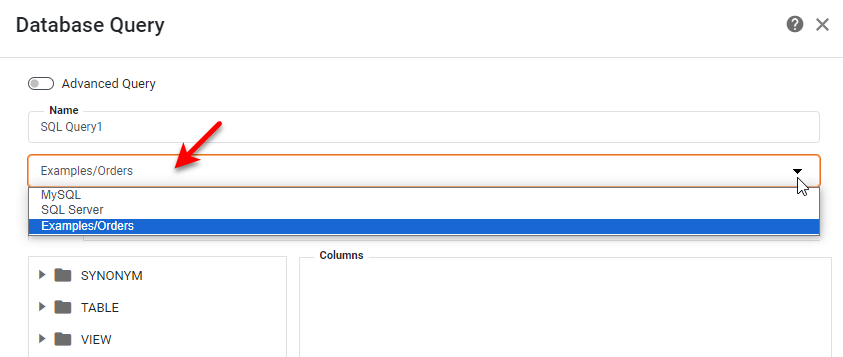 Database Query
Advanced Query
Name
SQL Query1
Examples/Orders
MySQL
SQL Server
Examples/Orders
Columns
SYNONYM
TABLE
VIEW